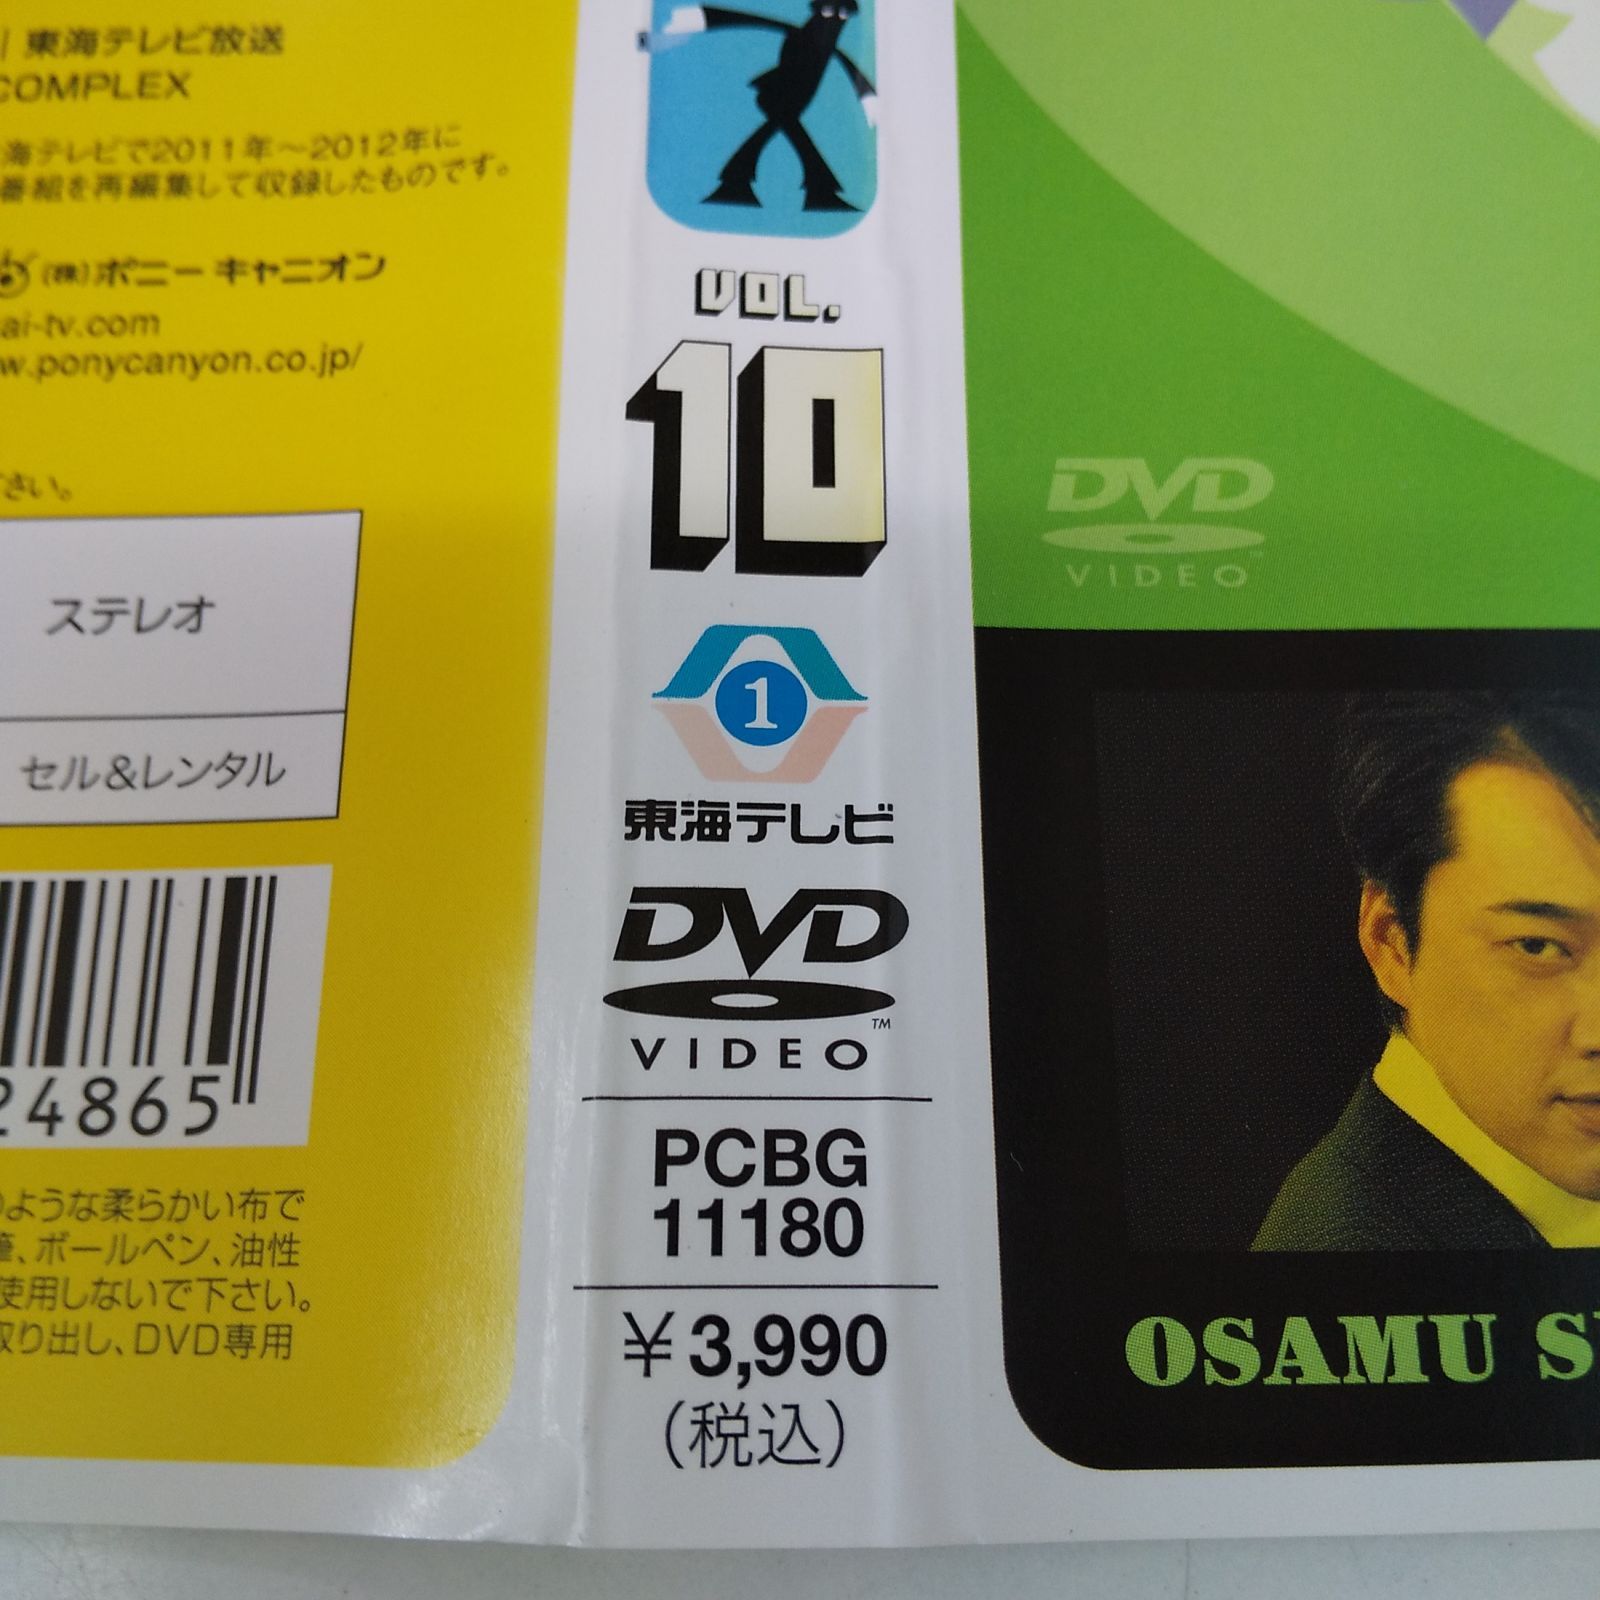 東海テレビ放送
COMPLEX
海テレビで2011年～2012年に
番組を再編集して収録したものです。
(株)ポニーキャニオン
ai-tv.com
w.ponycanyon.co.jp/
さい。
ステレオ
セル&レンタル
24865
のような柔らかい布で
筆、ボールペン、油性
使用しないで下さい。
取り出し、DVD専用
VOL.
10
1
東海テレビ
DVD
VIDEO
TM
PCBG
11180
¥3,990
(税込)
DVD
VIDEO
OSAMU S